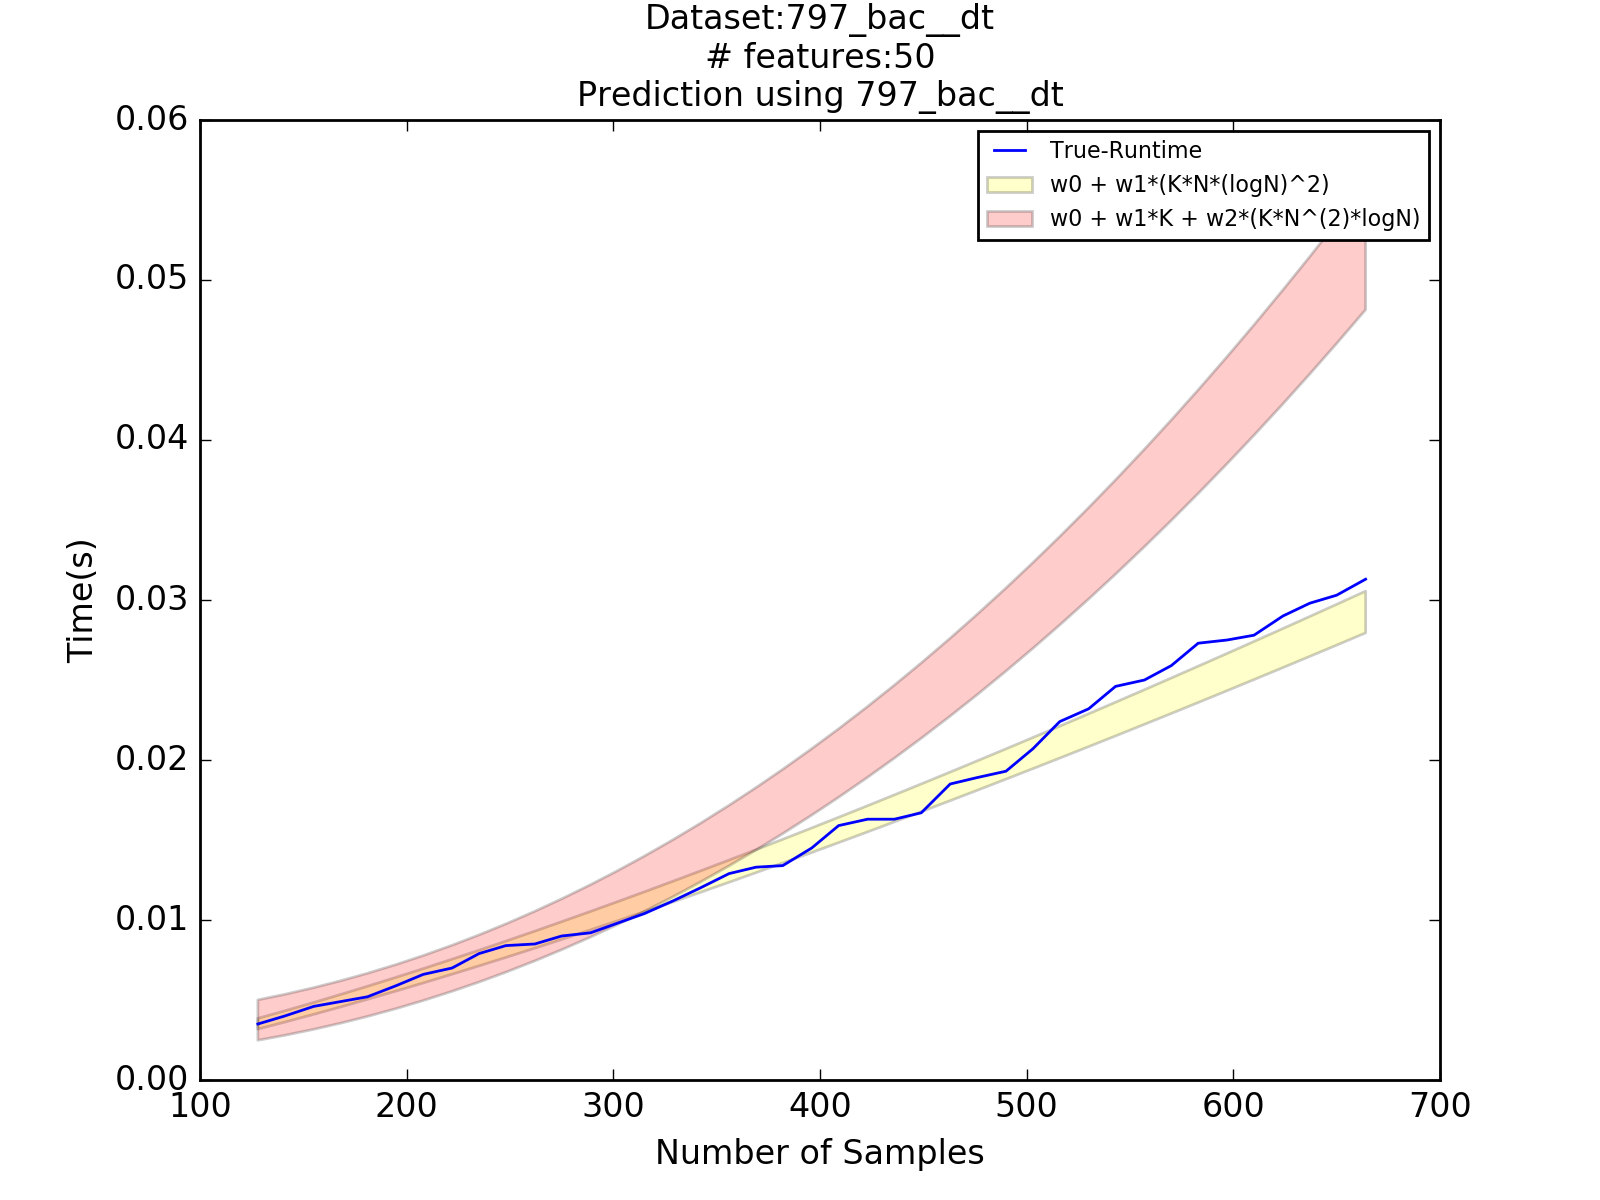 Dataset:797_bac__dt
# features:50
Prediction using 797_bac__dt
True-Runtime
w0 + w1*(K*N*(logN)^2)
w0 + w1*K + w2*(K*N^(2)*logN)
0.06
0.05
0.04
0.03
0.02
0.01
0.00
Time(s)
100 200 300 400 500 600 700
Number of Samples